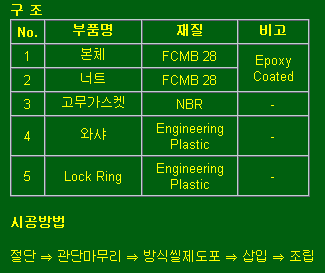 구 조
No. 부품명 재질 비고
1 본체 FCMB 28 Epoxy Coated
2 너트 FCMB 28
3 고무가스켓 NBR -
4 와샤 Engineering Plastic -
5 Lock Ring Engineering Plastic -
시공방법
절단 ⇒ 관단마무리 ⇒ 방식씰제도포 ⇒ 삽입 ⇒ 조립